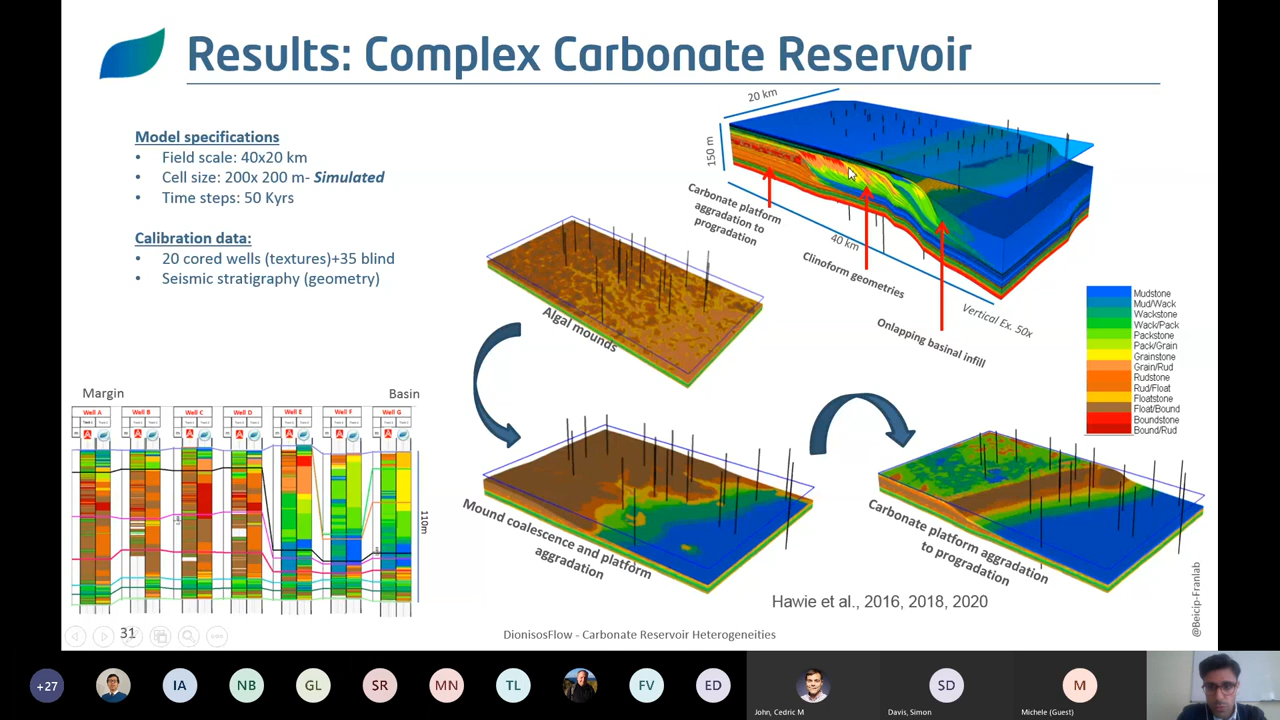 Results: Complex Carbonate Reservoir
Model specifications
• Field scale: 40x20 km
• Cell size: 200x 200 m- Simulated
• Time steps: 50 Kyrs
Calibration data:
• 20 cored wells (textures)+35 blind
• Seismic stratigraphy (geometry)
20 km
150 m
40 km
Carbonate platform
aggradation to
progradation
Clinoform geometries
Onlapping basinal infill
Vertical Ex. 50x
Algal mounds
Mudstone
Mud/Wack
Wackstone
Wack/Pack
Packstone
Pack/Grain
Grainstone
Grain/Rud
Rudstone
Rud/Float
Floatstone
Float/Bound
Boundstone
Bound/Rud
Margin
Basin
Well A
Well B
Well C
Well D
Well E
Well F
Well G
110m
Mound coalescence and platform
aggradation
Carbonate platform aggradation
to progradation
Hawie et al., 2016, 2018, 2020
@Beicip-Franlab
31
DionisosFlow - Carbonate Reservoir Heterogeneities
+27
IA
NB
GL
SR
MN
TL
FV
ED
John, Cedric M
SD
Davis, Simon
M
Michele (Guest)